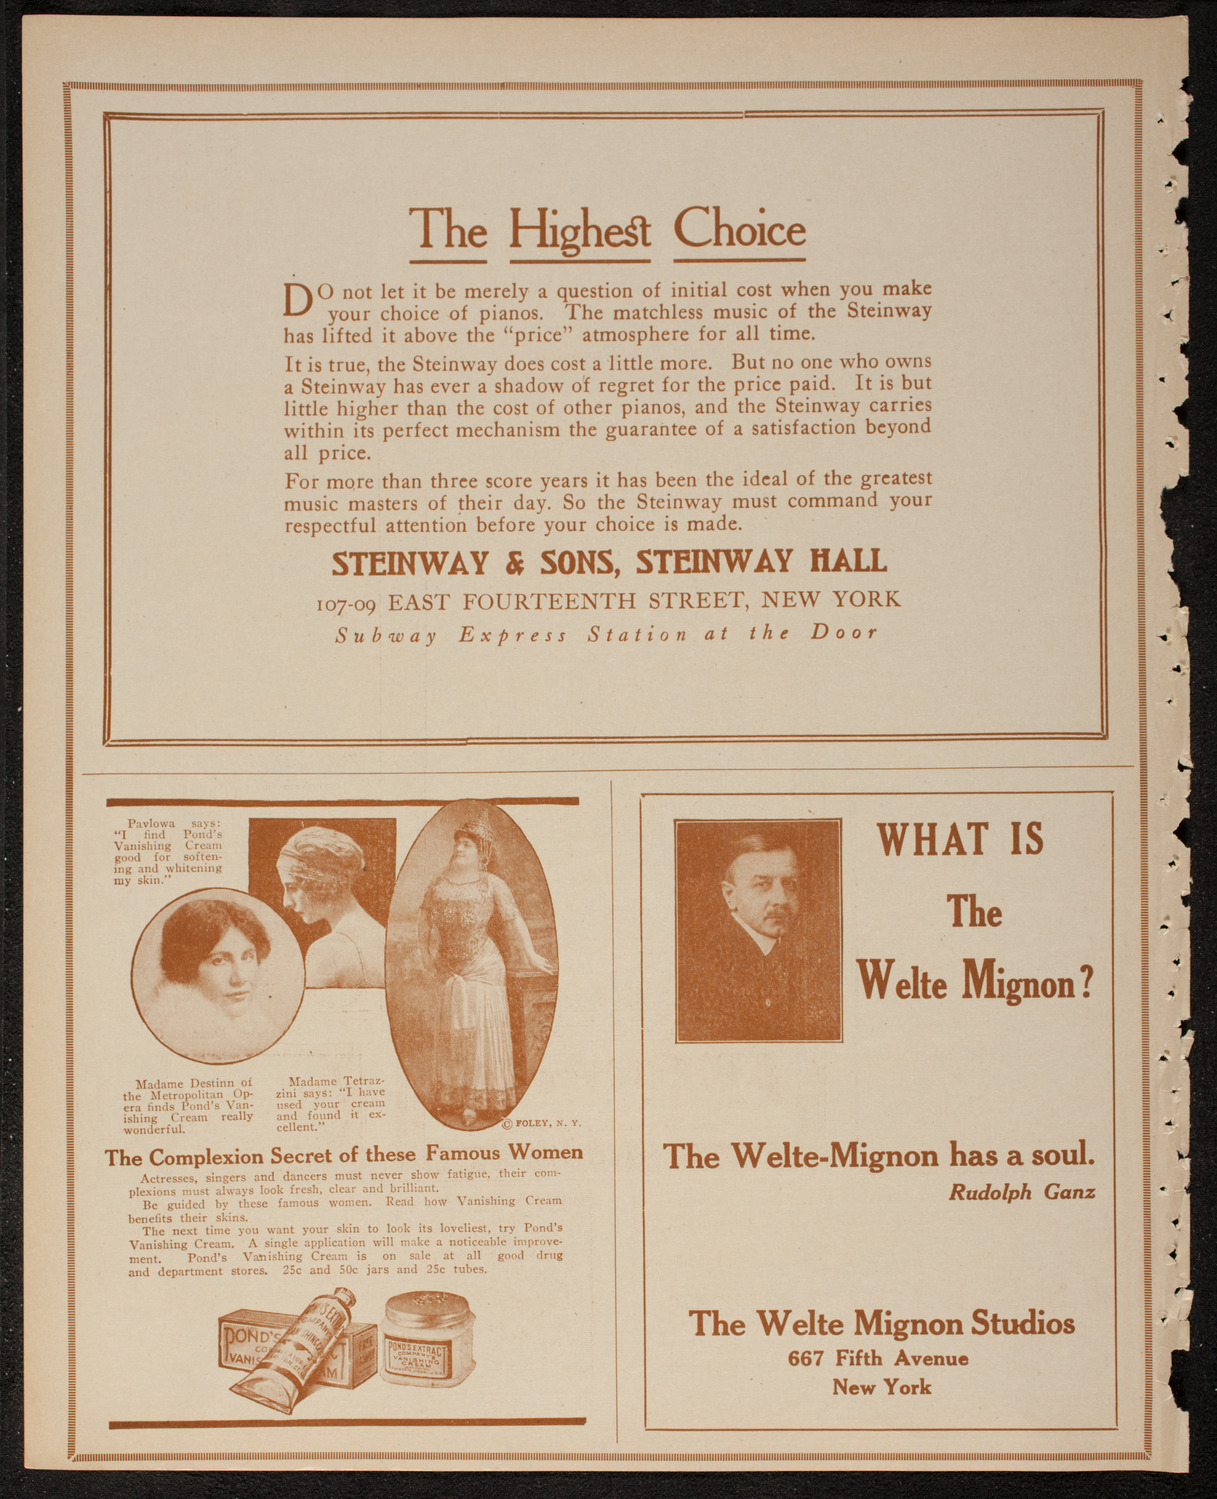 The Highest Choice
DO not let it be merely a question of initial cost when you make
your choice of pianos. The matchless music of the Steinway
has lifted it above the "price" atmosphere for all time.
It is true, the Steinway does cost a little more. But no one who owns
a Steinway has ever a shadow of regret for the price paid. It is but
little higher than the cost of other pianos, and the Steinway carries
within its perfect mechanism the guarantee of a satisfaction beyond
all price.
For more than three score years it has been the ideal of the greatest
music masters of their day. So the Steinway must command your
respectful attention before your choice is made.
STEINWAY & SONS, STEINWAY HALL
107-09 EAST FOURTEENTH STREET, NEW YORK
Subway Express Station at the Door
Pavlowa says:
"I find Pond's
Vanishing Cream
good for soften-
ing and whitening
my skin."
Madame Destinn of
the Metropolitan Op-
era finds Pond's Van-
ishing Cream really
wonderful.
Madame Tetraz-
zini says: "I have
used your cream
and found it ex-
cellent."
© FOLEY, N. Y.
The Complexion Secret of these Famous Women
Actresses, singers and dancers must never show fatigue, their com-
plexions must always look fresh, clear and brilliant.
Be guided by these famous women. Read how Vanishing Cream
benefits their skins.
The next time you want your skin to look its loveliest, try Pond's
Vanishing Cream. A single application will make a noticeable improve-
ment. Pond's Vanishing Cream is on sale at all good drug
and department stores. 25c and 50c jars and 25c tubes.
POND'S
VANIS
POND'S EXTRACT
COMPANY'S
VANISHING
CREAM
WHAT IS
The
Welte Mignon?
The Welte-Mignon has a soul.
Rudolph Ganz
The Welte Mignon Studios
667 Fifth Avenue
New York